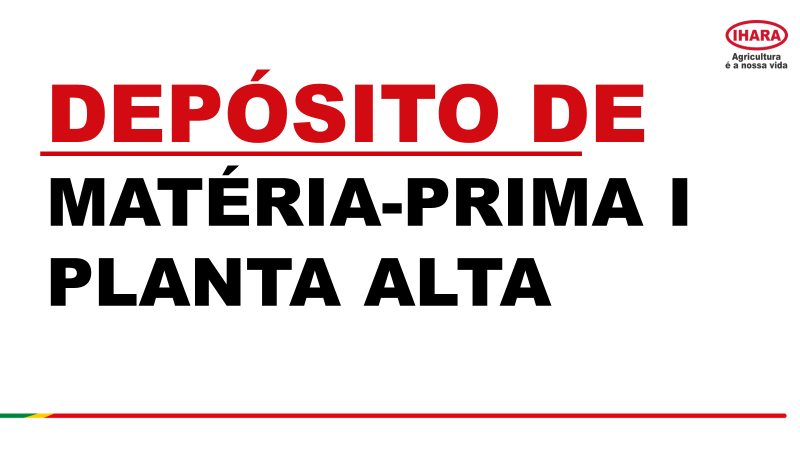 IHARA
Agricultura
é a nossa vida
DEPÓSITO DE
MATÉRIA-PRIMA I
PLANTA ALTA